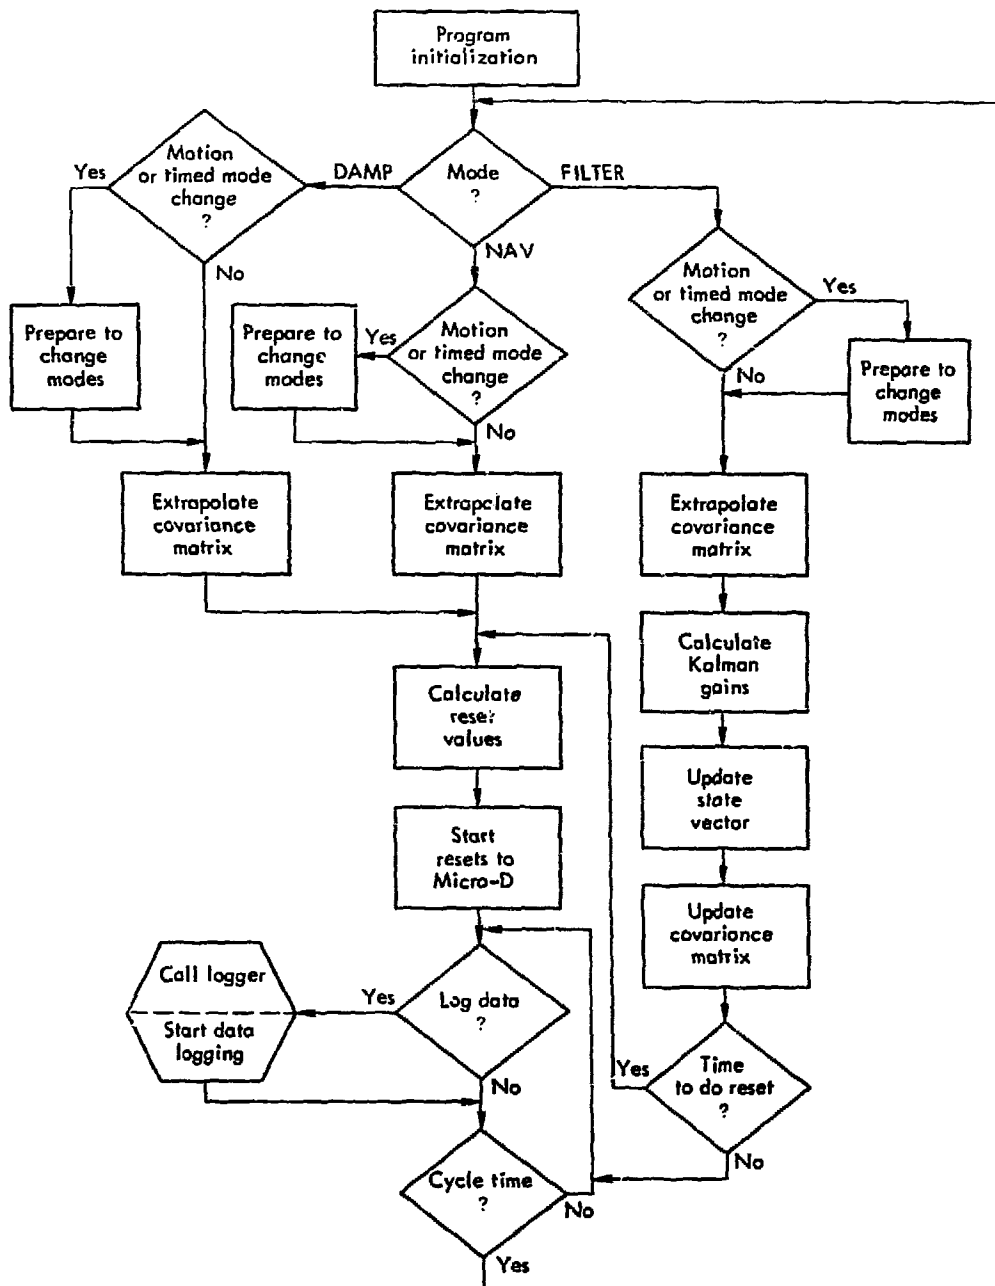 Program
initialization
Mode
?
DAMP
FILTER
NAV
Motion
or timed mode
change
?
Yes
No
Prepare to
change
modes
Motion
or timed mode
change
?
Yes
No
Prepare to
change
modes
Motion
or timed mode
change
?
Yes
No
Prepare to
change
modes
Extrapolate
covariance
matrix
Extrapolate
covariance
matrix
Extrapolate
covariance
matrix
Calculate
Kalman
gains
Calculate
reset
values
Update
state
vector
Start
resets to
Micro-D
Update
covariance
matrix
Call logger
Start data
logging
Yes
Log data
?
No
Yes
Time
to do reset
?
No
Cycle time
?
No
Yes